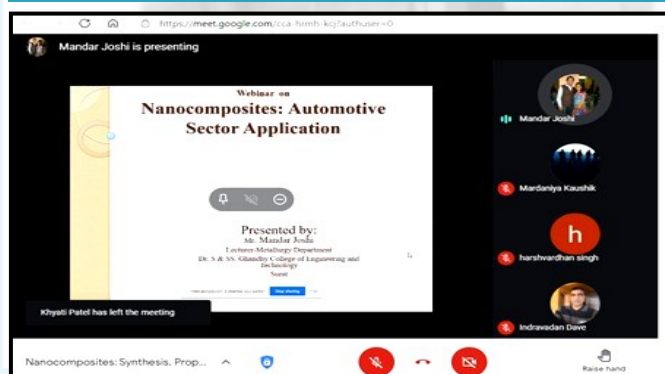 https://meet.google.com/cca-hrmh-kcj?authuser=0
Mandar Joshi is presenting
Webinar on
Nanocomposites: Automotive
Sector Application
Presented by:
Mr. Mandar Joshi
Lecturer-Metallurgy Department
Dr. S & SS. Ghandhy College of Engineering and
Technology
Surat
Stop sharing
Khyati Patel has left the meeting
Mandar Joshi
Mardaniya Kaushik
h
harshvardhan singh
Indravadan Dave
Nanocomposites: Synthesis, Prop...
Raise hand